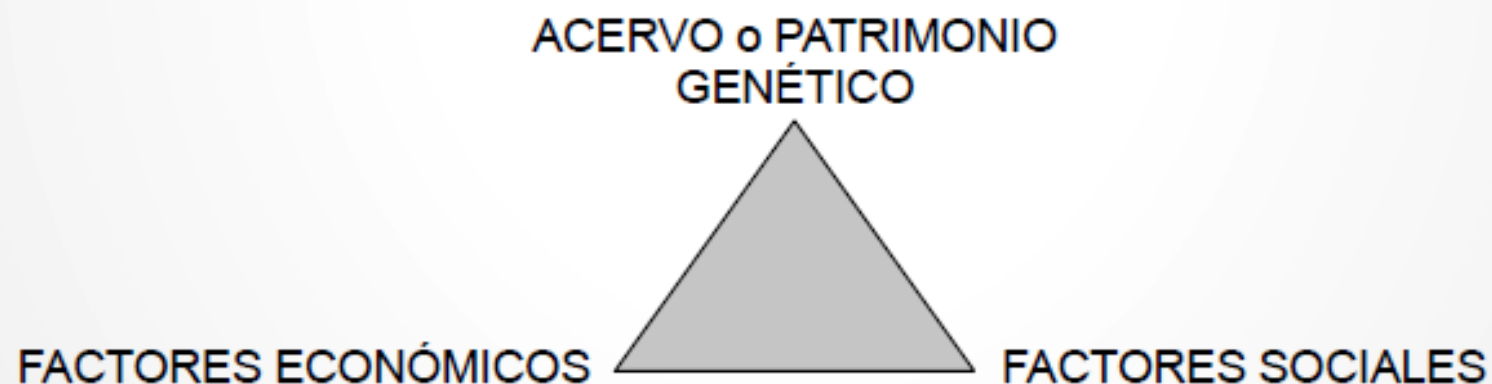 ACERVO o PATRIMONIO
GENÉTICO
FACTORES ECONÓMICOS
FACTORES SOCIALES